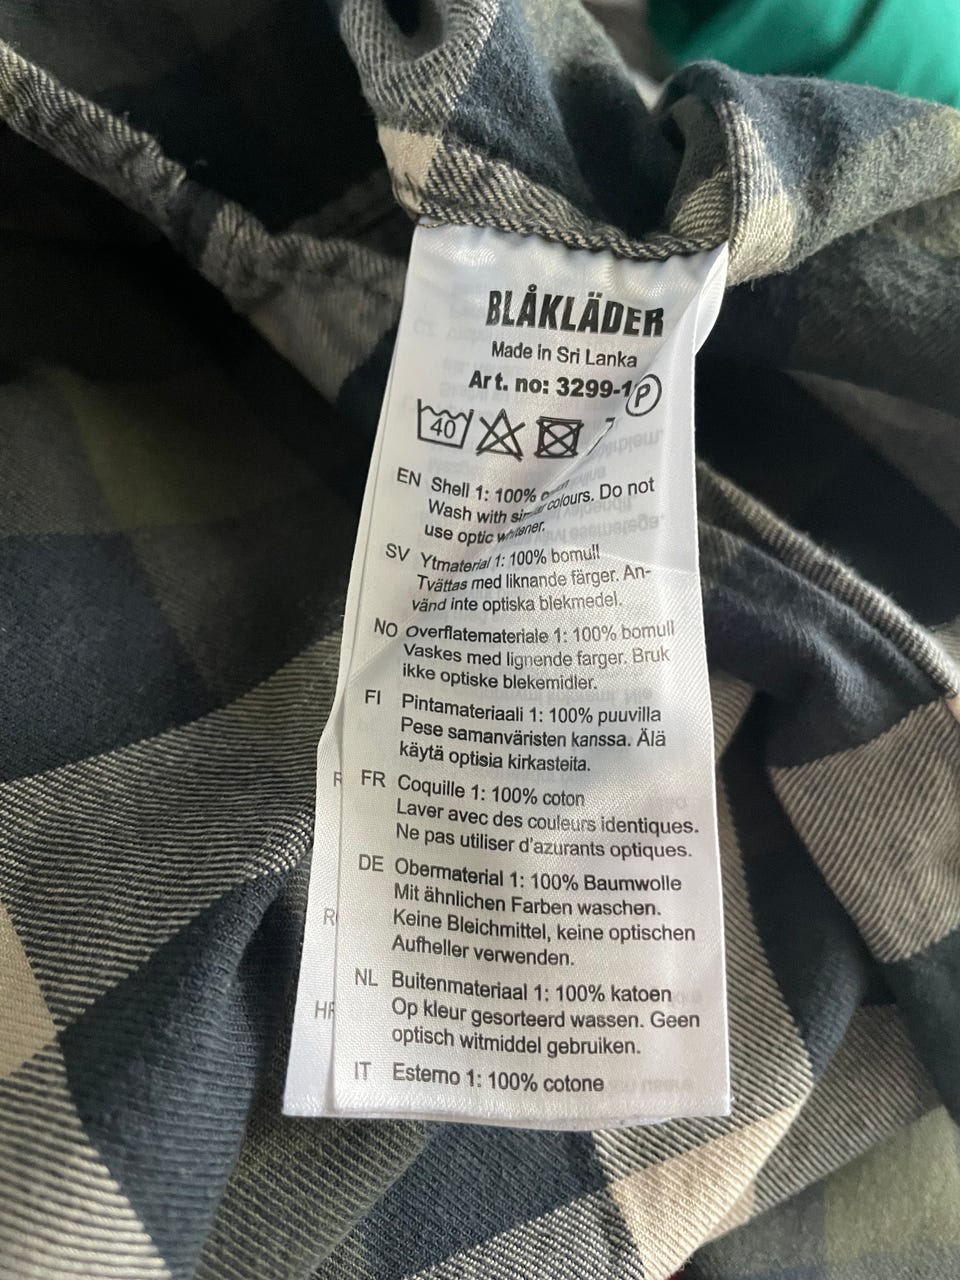 BLÅKLÄDER
Made in Sri Lanka
Art. no: 3299-1
P
40
EN Shell 1: 100%
Wash with similar colours. Do not
use optic whitener.
SV Ytmaterial 1: 100% bomull
Tvättas med liknande färger. An-
vänd inte optiska blekmedel.
NO Overflatemateriale 1: 100% bomull
Vaskes med lignende farger. Bruk
ikke optiske blekemidler.
FI Pintamateriaali 1: 100% puuvilla
Pese samanväristen kanssa. Älä
käytä optisia kirkasteita.
FR Coquille 1: 100% coton
Laver avec des couleurs identiques.
Ne pas utiliser d'azurants optiques.
DE Obermaterial 1: 100% Baumwolle
Mit ähnlichen Farben waschen.
Keine Bleichmittel, keine optischen
Aufheller verwenden.
NL Buitenmateriaal 1: 100% katoen
Op kleur gesorteerd wassen. Geen
optisch witmiddel gebruiken.
IT Esterno 1: 100% cotone